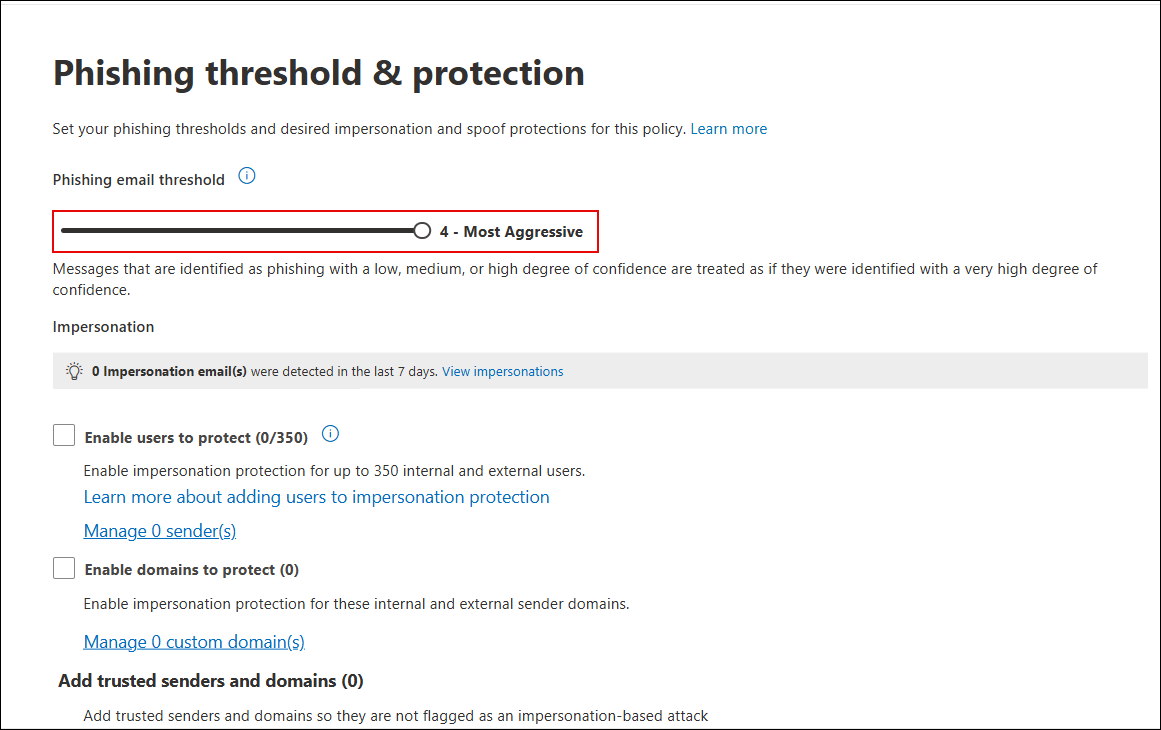 Phishing threshold & protection
Set your phishing thresholds and desired impersonation and spoof protections for this policy. Learn more
Phishing email threshold
4 - Most Aggressive
Messages that are identified as phishing with a low, medium, or high degree of confidence are treated as if they were identified with a very high degree of
confidence.
Impersonation
0 Impersonation email(s) were detected in the last 7 days. View impersonations
Enable users to protect (0/350)
Enable impersonation protection for up to 350 internal and external users.
Learn more about adding users to impersonation protection
Manage 0 sender(s)
Enable domains to protect (0)
Enable impersonation protection for these internal and external sender domains.
Manage 0 custom domain(s)
Add trusted senders and domains (0)
Add trusted senders and domains so they are not flagged as an impersonation-based attack